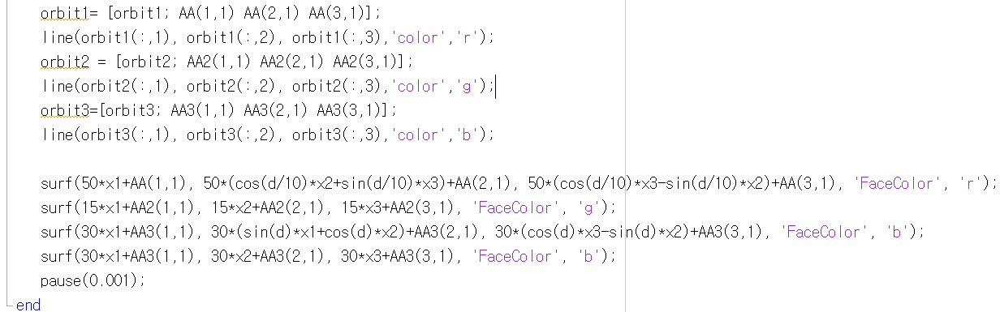 orbit1= [orbit1; AA(1,1) AA(2,1) AA(3,1)];
line(orbit1(:,1), orbit1(:,2), orbit1(:,3),'color','r');
orbit2 = [orbit2; AA2(1,1) AA2(2,1) AA2(3,1)];
line(orbit2(:,1), orbit2(:,2), orbit2(:,3),'color','g');
orbit3=[orbit3; AA3(1,1) AA3(2,1) AA3(3,1)];
line(orbit3(:,1), orbit3(:,2), orbit3(:,3),'color','b');
surf(50*x1+AA(1,1), 50*(cos(d/10)*x2+sin(d/10)*x3)+AA(2,1), 50*(cos(d/10)*x3-sin(d/10)*x2)+AA(3,1), 'FaceColor', 'r');
surf(15*x1+AA2(1,1), 15*x2+AA2(2,1), 15*x3+AA2(3,1), 'FaceColor', 'g');
surf(30*x1+AA3(1,1), 30*(sin(d)*x1+cos(d)*x2)+AA3(2,1), 30*(cos(d)*x3-sin(d)*x2)+AA3(3,1), 'FaceColor', 'b');
surf(30*x1+AA3(1,1), 30*x2+AA3(2,1), 30*x3+AA3(3,1), 'FaceColor', 'b');
pause(0.001);
end